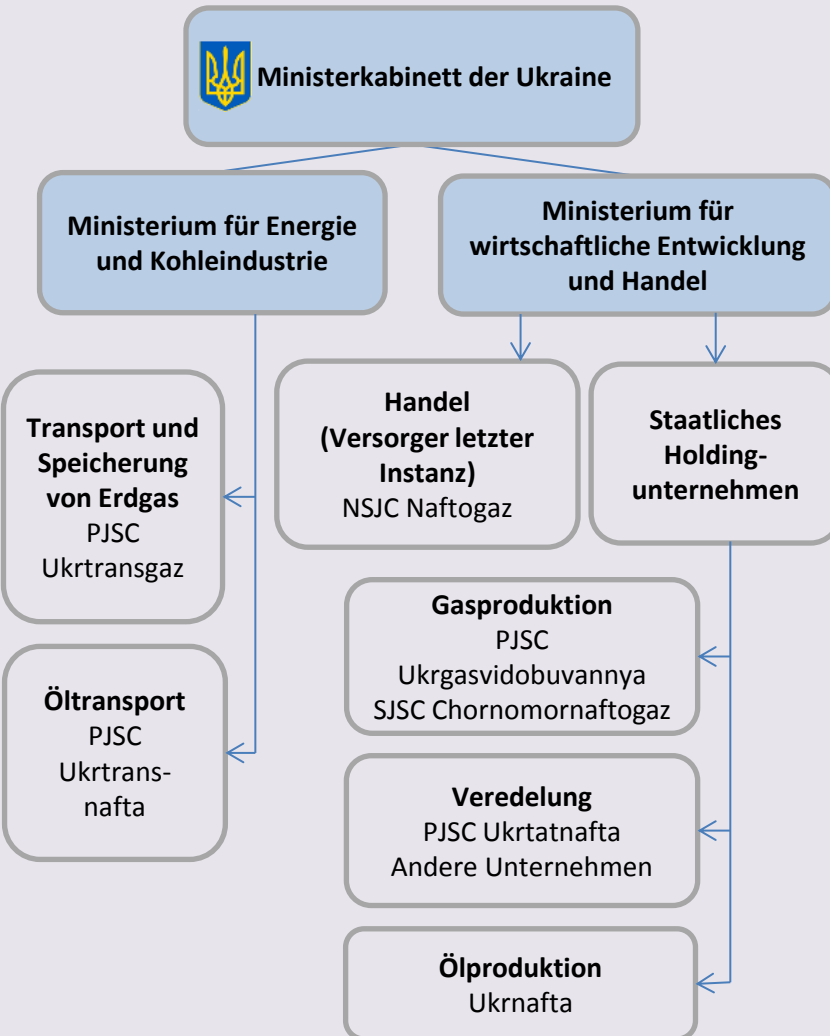 Ministerkabinett der Ukraine
Ministerium für Energie
und Kohleindustrie
Ministerium für
wirtschaftliche Entwicklung
und Handel
Transport und
Speicherung
von Erdgas
PJSC
Ukrtransgaz
Handel
(Versorger letzter
Instanz)
NSJC Naftogaz
Staatliches
Holding-
unternehmen
Öltransport
PJSC
Ukrtrans-
nafta
Gasproduktion
PJSC
Ukrgasvidobuvannya
SJSC Chornomornaftogaz
Veredelung
PJSC Ukrtatnafta
Andere Unternehmen
Ölproduktion
Ukrnafta